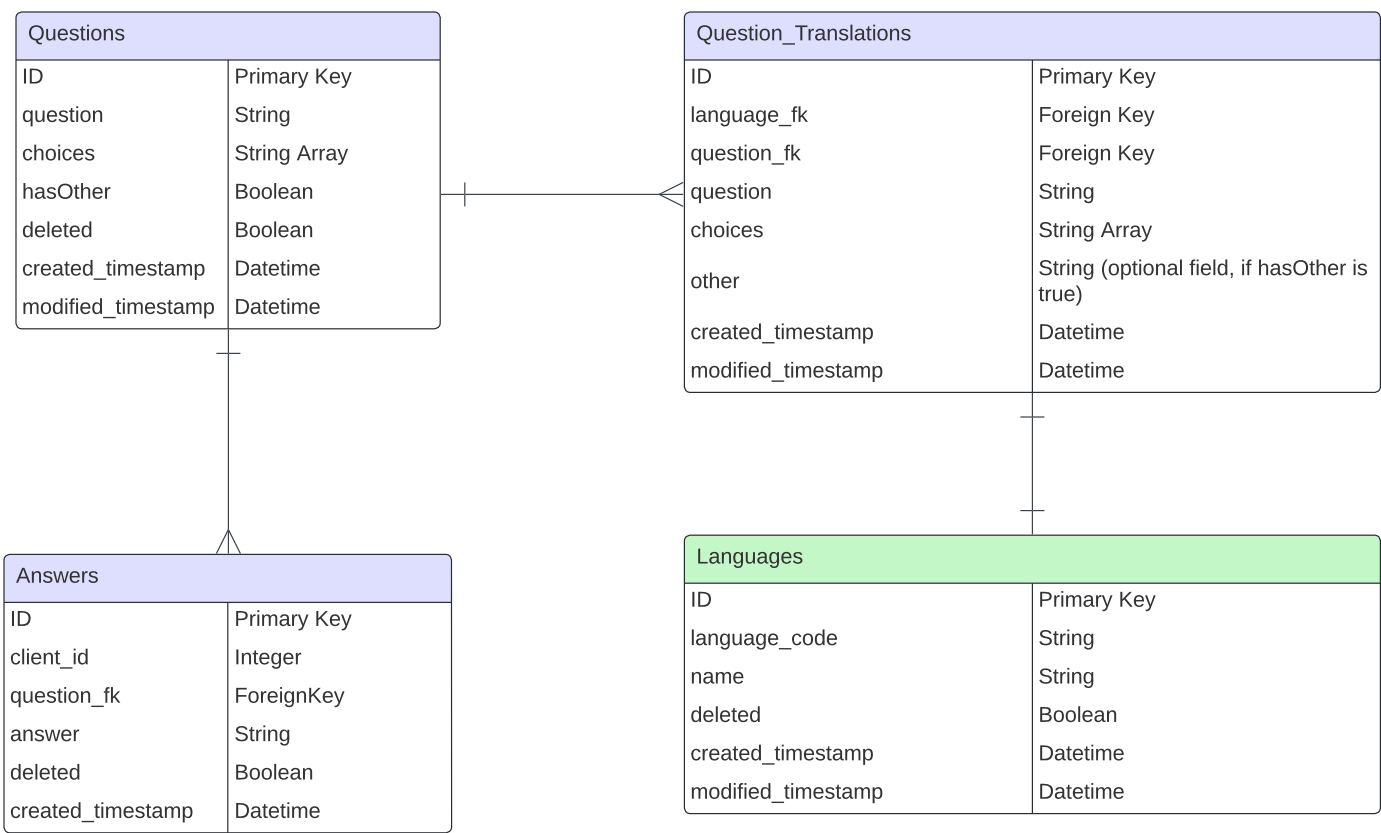 Questions
ID Primary Key
question String
choices String Array
hasOther Boolean
deleted Boolean
created_timestamp Datetime
modified_timestamp Datetime
Question_Translations
ID Primary Key
language_fk Foreign Key
question_fk Foreign Key
question String
choices String Array
other String (optional field, if hasOther is
true)
created_timestamp Datetime
modified_timestamp Datetime
Answers
ID Primary Key
client_id Integer
question_fk ForeignKey
answer String
deleted Boolean
created_timestamp Datetime
Languages
ID Primary Key
language_code String
name String
deleted Boolean
created_timestamp Datetime
modified_timestamp Datetime